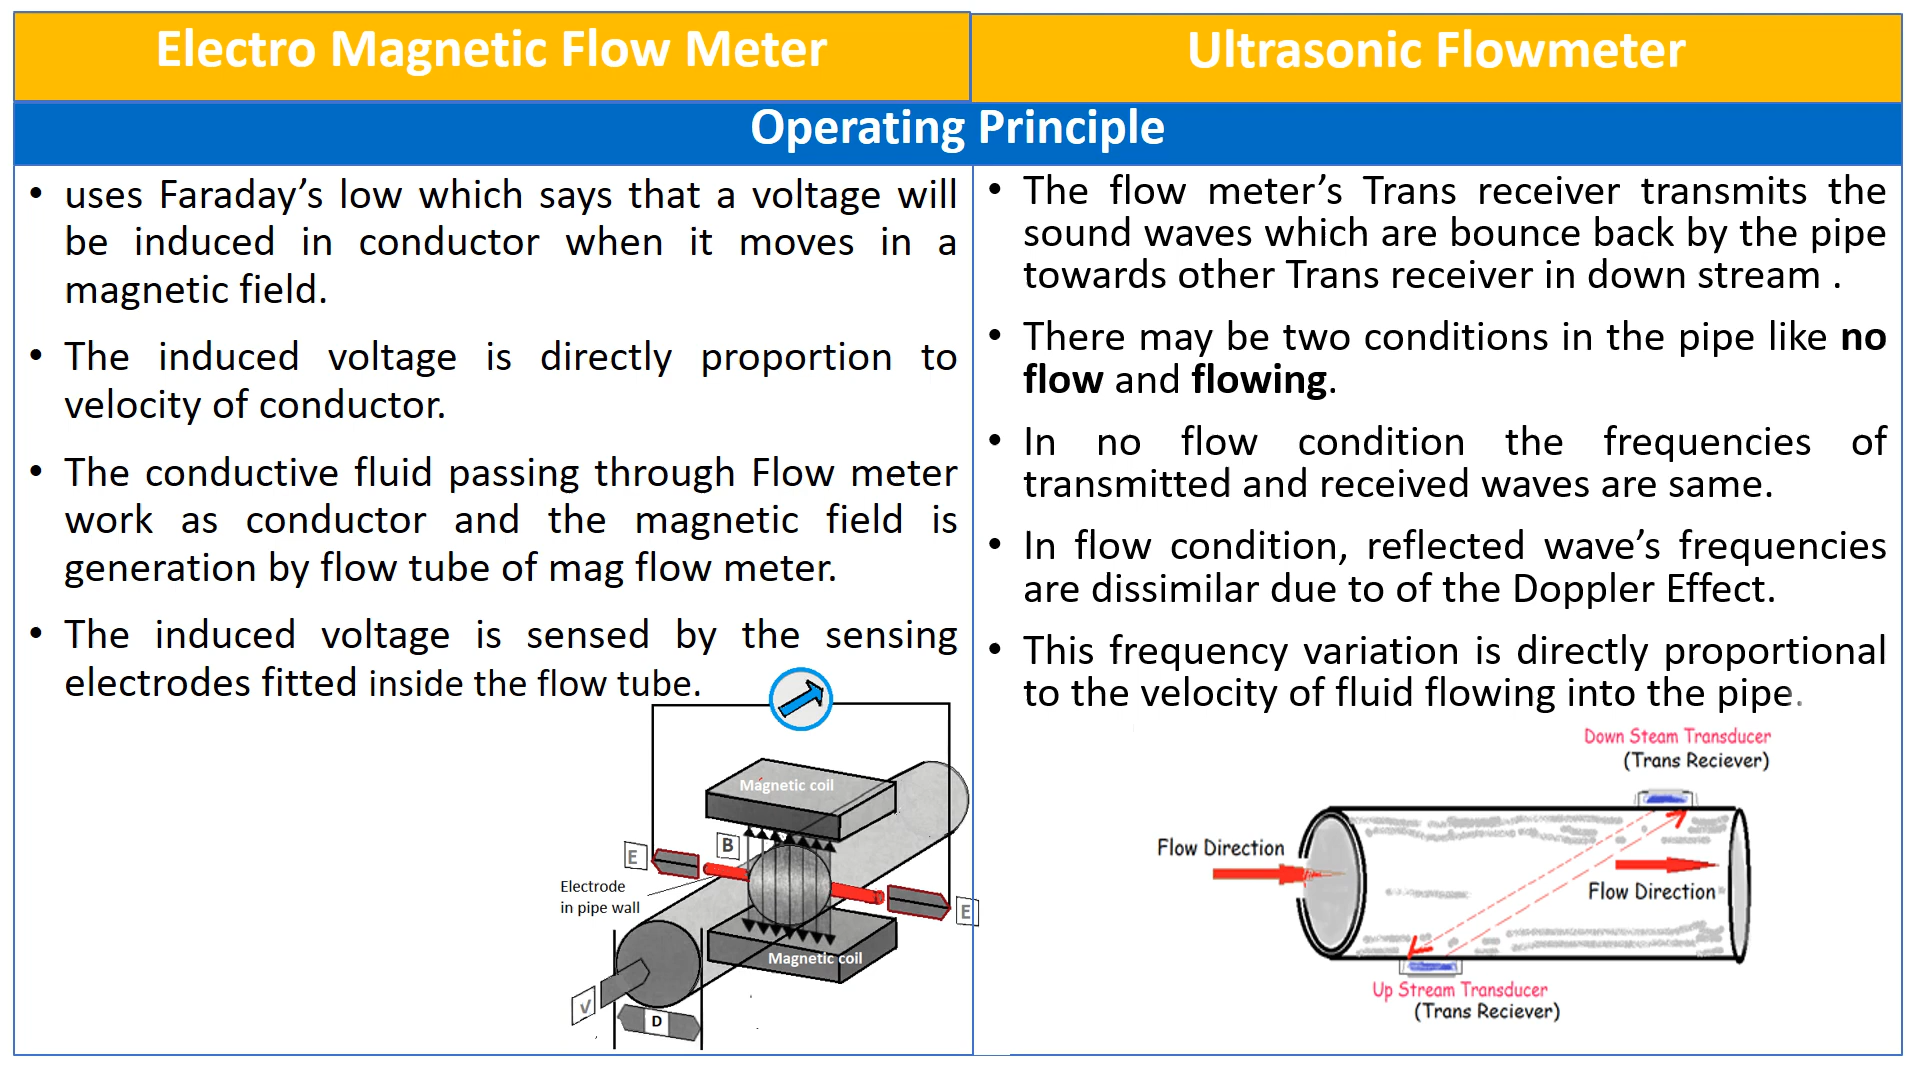 Electro Magnetic Flow Meter
Ultrasonic Flowmeter
Operating Principle
• uses Faraday’s low which says that a voltage will
be induced in conductor when it moves in a
magnetic field.
• The induced voltage is directly proportion to
velocity of conductor.
• The conductive fluid passing through Flow meter
work as conductor and the magnetic field is
generation by flow tube of mag flow meter.
• The induced voltage is sensed by the sensing
electrodes fitted inside the flow tube.
Magnetic coil
B
E
Electrode
in pipe wall
E
Magnetic coil
V
D
• The flow meter’s Trans receiver transmits the
sound waves which are bounce back by the pipe
towards other Trans receiver in down stream .
• There may be two conditions in the pipe like no
flow and flowing.
• In no flow condition the frequencies of
transmitted and received waves are same.
• In flow condition, reflected wave’s frequencies
are dissimilar due to of the Doppler Effect.
• This frequency variation is directly proportional
to the velocity of fluid flowing into the pipe.
Down Steam Transducer
(Trans Reciever)
Flow Direction
Flow Direction
Up Stream Transducer
(Trans Reciever)